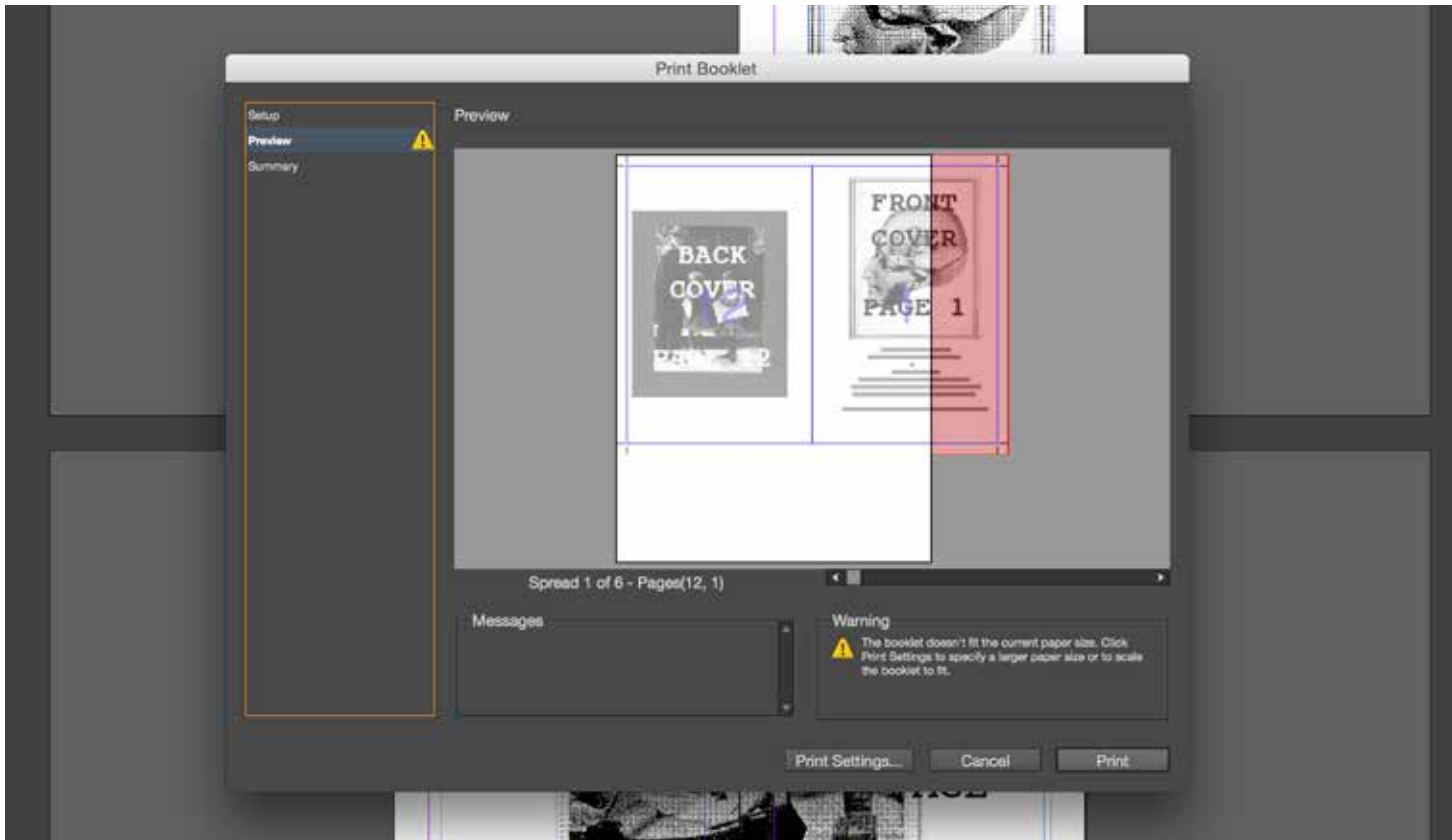 Print Booklet
Setup
Preview
Summary
Preview
BACK
COVER
12
FRONT
COVER
PAGE 1
1
Spread 1 of 6 - Pages(12, 1)
Messages
Warning
The booklet doesn't fit the current paper size. Click
Print Settings to specify a larger paper size or to scale
the booklet to fit.
Print Settings...
Cancel
Print